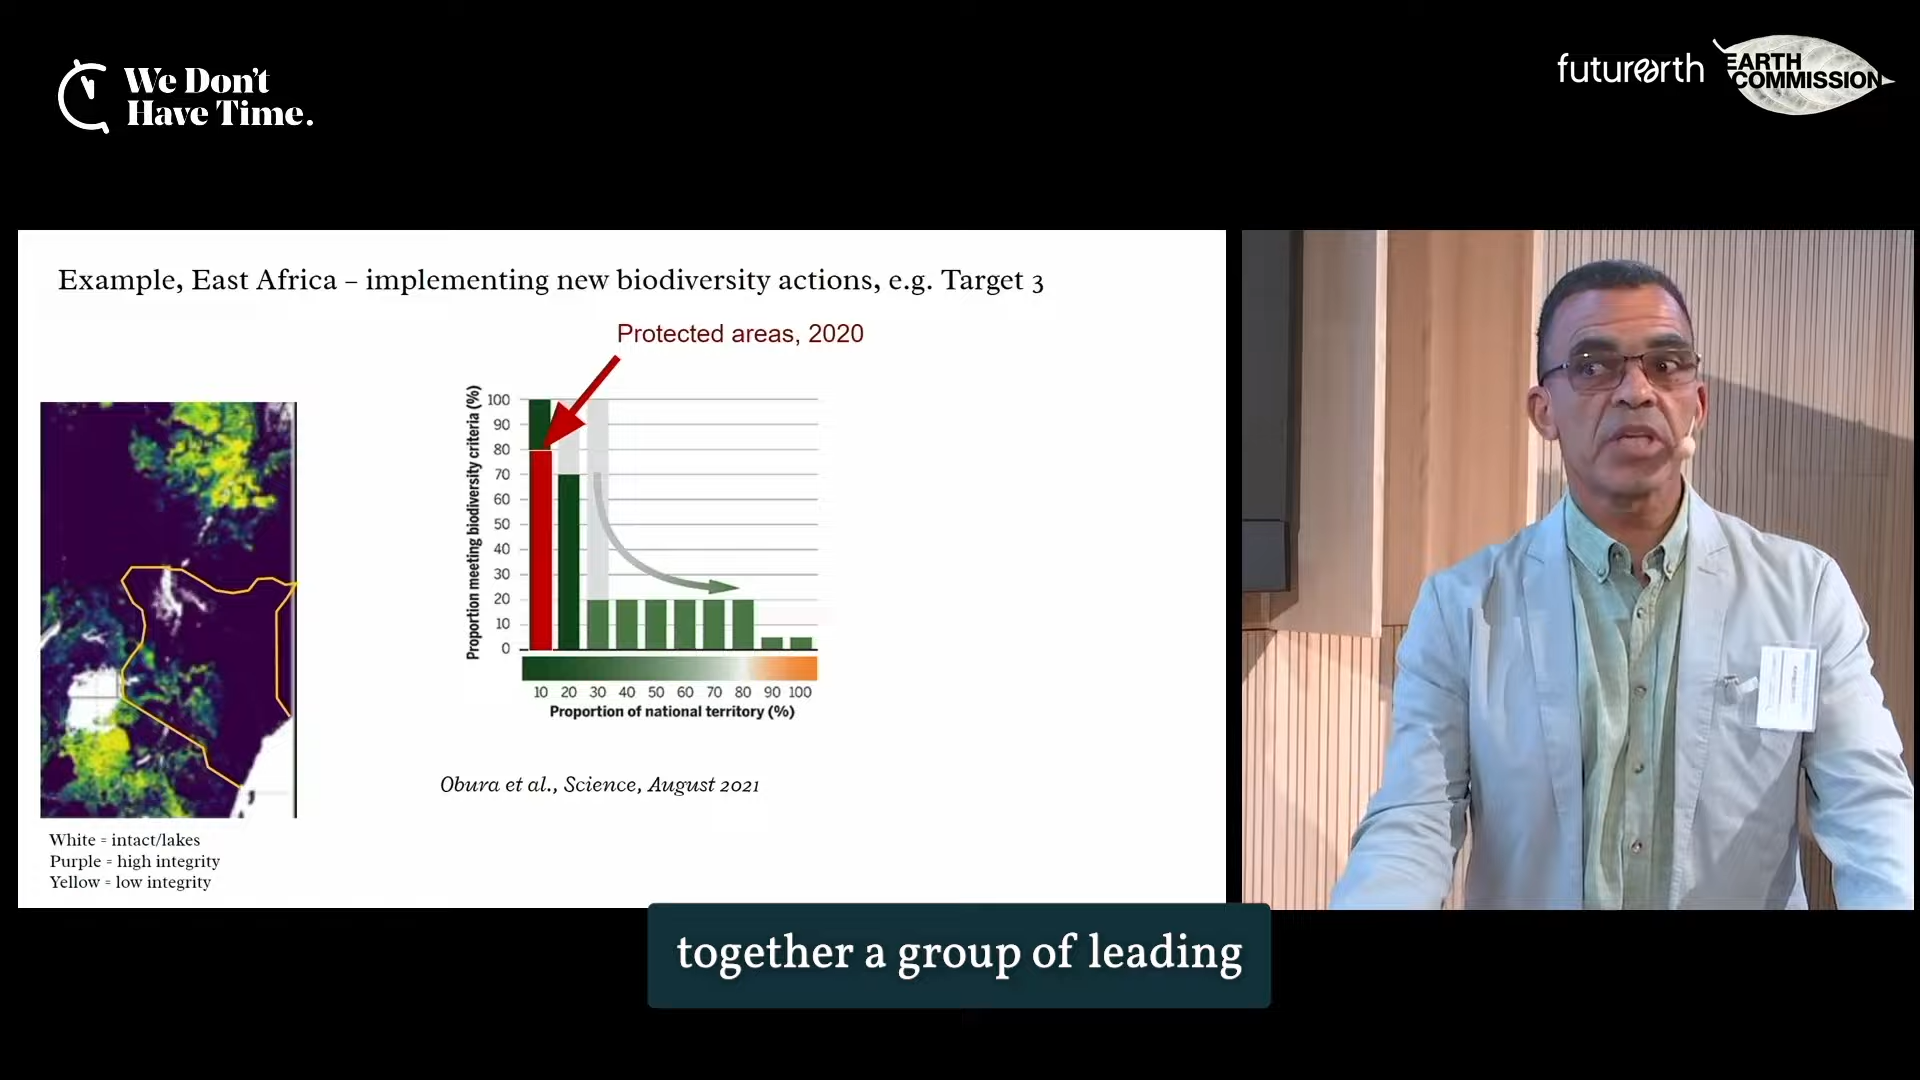 We Don't
Have Time.
futurearth
EARTH
COMMISSION
Example, East Africa – implementing new biodiversity actions, e.g. Target 3
Protected areas, 2020
Proportion meeting biodiversity criteria (%)
100
90
80
70
60
50
40
30
20
10
0
10 20 30 40 50 60 70 80 90 100
Proportion of national territory (%)
Obura et al., Science, August 2021
White = intact/lakes
Purple = high integrity
Yellow = low integrity
together a group of leading